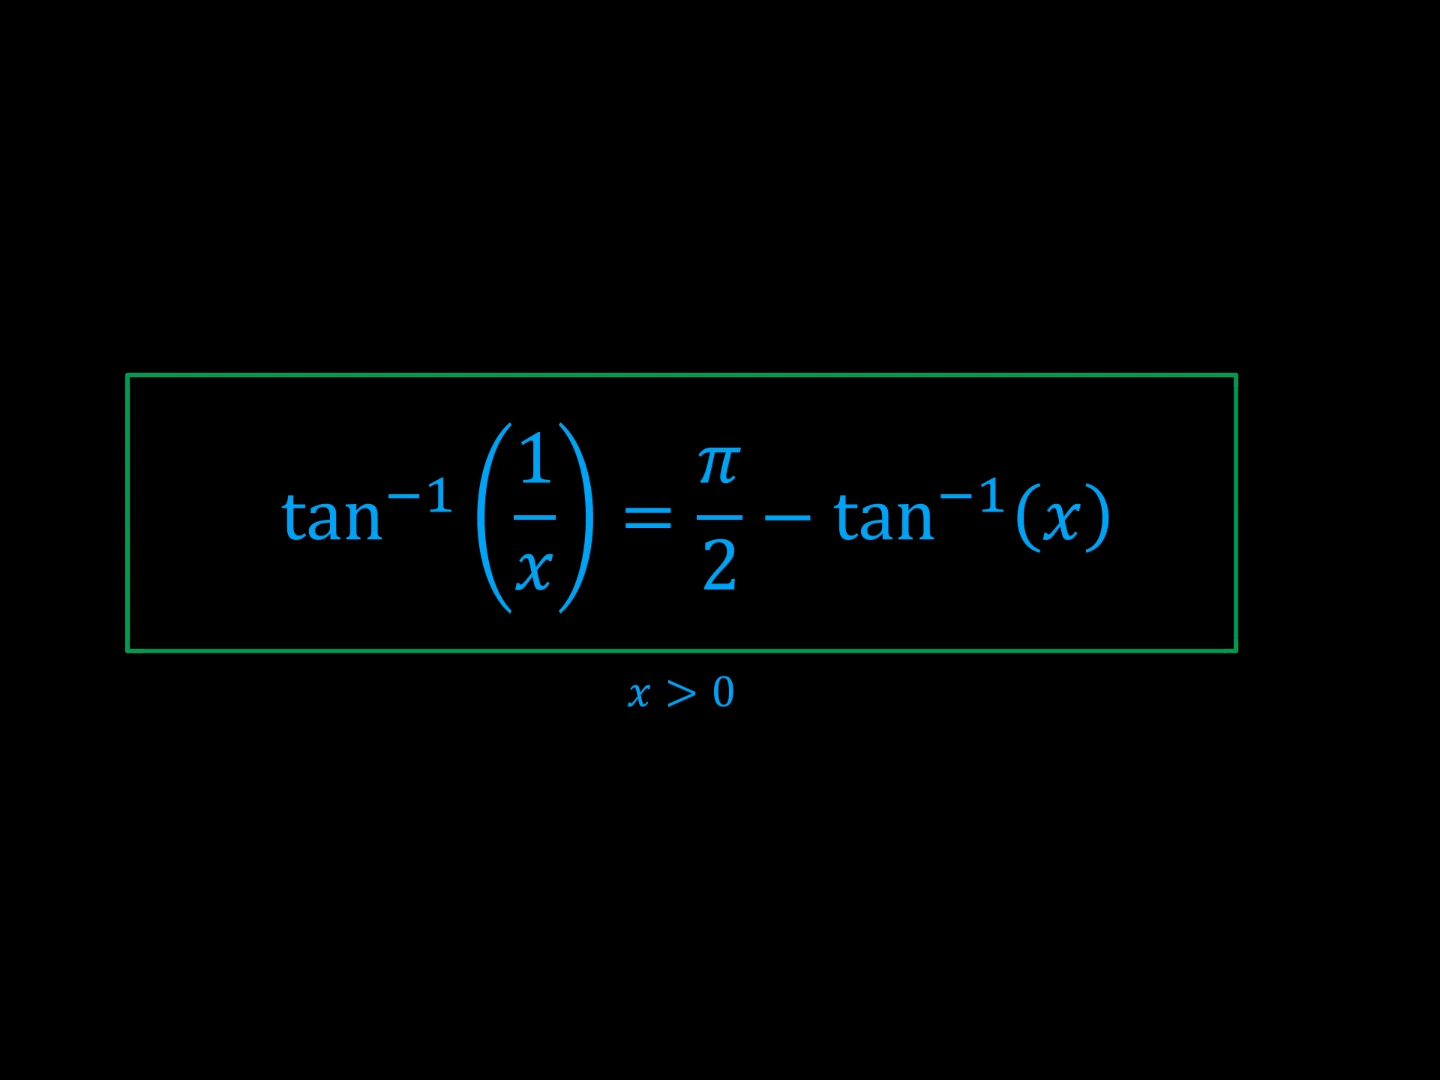 tan⁻¹(1/x) = π/2 − tan⁻¹(x)
x > 0